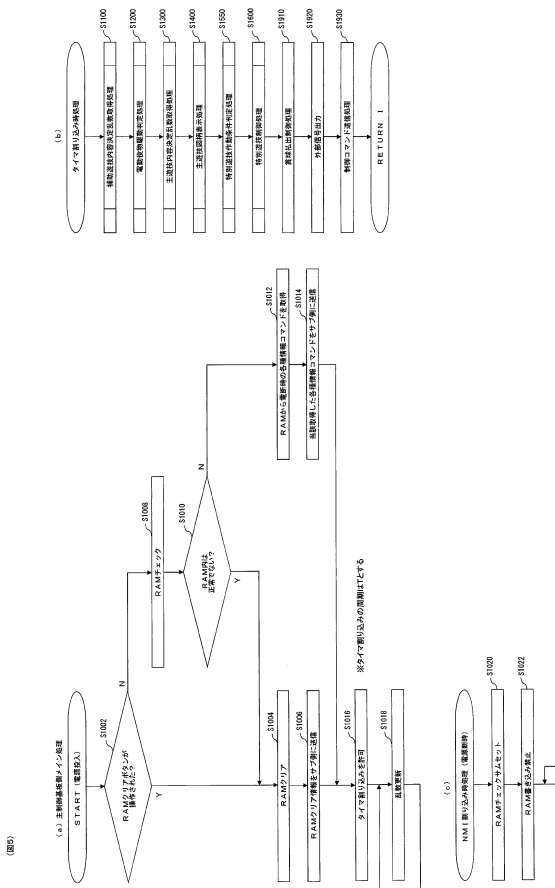 (図5)
(a) 主制御基板側メイン処理
START (電源投入)
RAMクリアボタンが
操作された?
S1002
N
Y
RAMチェック
S1008
RAM内は
正常でない?
S1010
N
Y
RAMクリア
S1004
RAMクリア情報をサブ側に送信
S1006
RAMから電断時の各種情報コマンドを取得
S1012
当該取得した各種情報コマンドをサブ側に送信
S1014
タイマ割り込みを許可
S1016
※タイマ割り込みの周期はTとする
乱数更新
S1018
(b)
タイマ割り込み時処理
補助遊技内容決定乱数取得処理
S1100
電動役物駆動判定処理
S1200
主遊技内容決定乱数取得処理
S1300
主遊技図柄表示処理
S1400
特別遊技作動条件判定処理
S1550
特別遊技制御処理
S1600
賞球払出制御処理
S1910
外部信号出力
S1920
制御コマンド送信処理
S1930
RETURN I
(c)
NMI割り込み時処理 (電源断時)
RAMチェックサムセット
S1020
RAM書き込み禁止
S1022